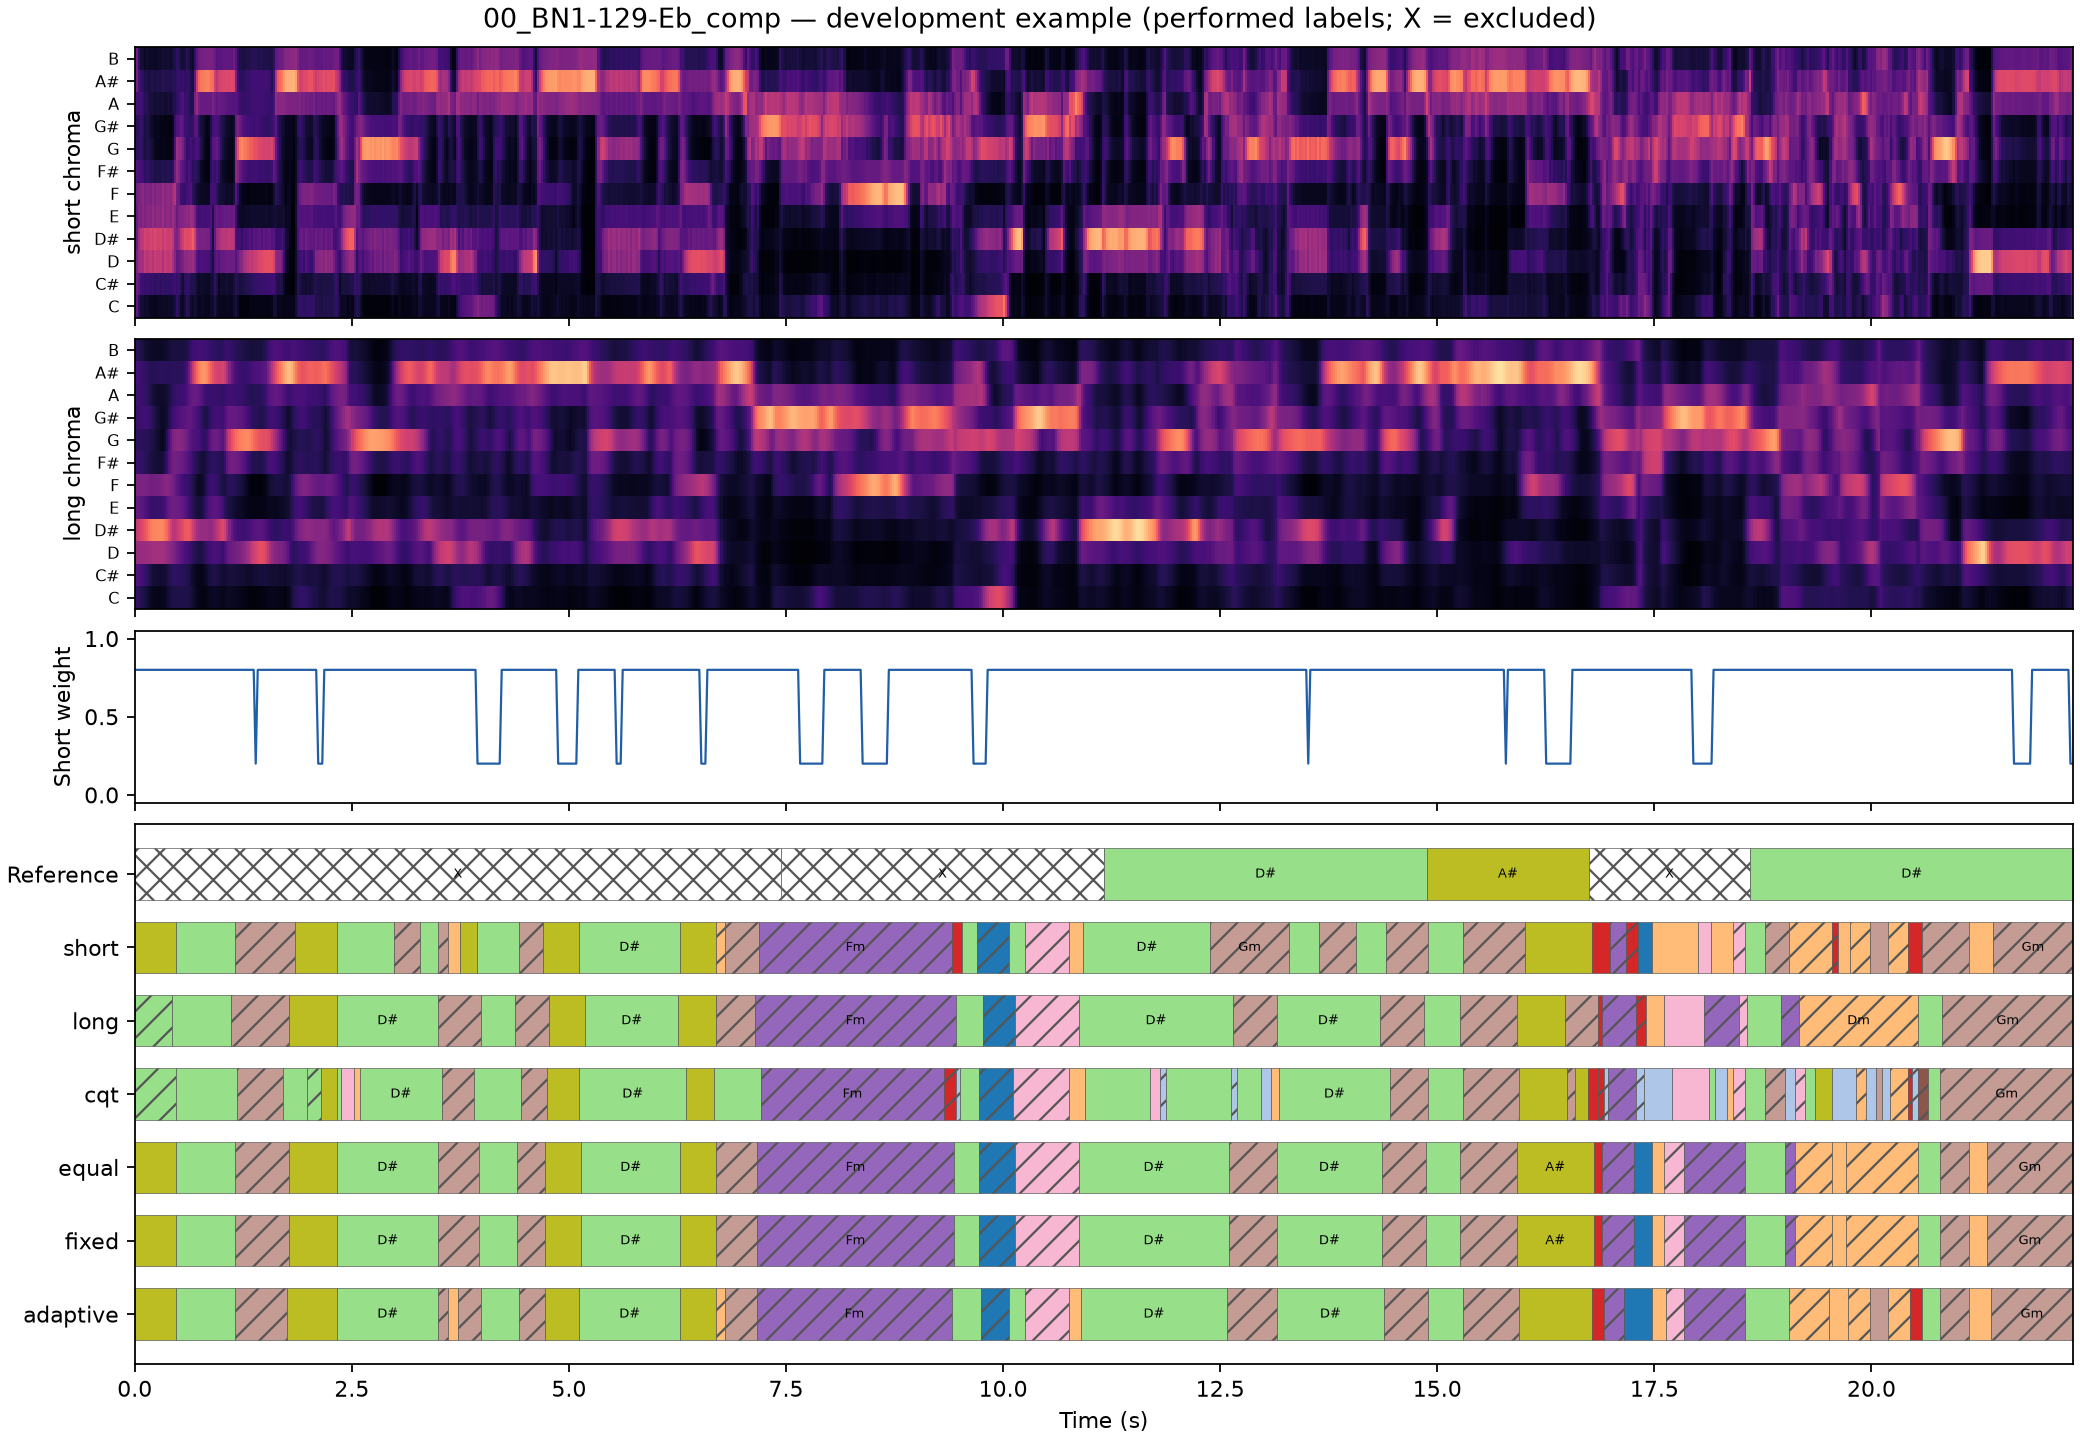 00_BN1-129-Eb_comp — development example (performed labels; X = excluded)
short chroma
B
A#
A
G#
G
F#
F
E
D#
D
C#
C
long chroma
B
A#
A
G#
G
F#
F
E
D#
D
C#
C
Short weight
1.0
0.5
0.0
Reference X X D# A# X D#
short D# Fm D# Gm Gm
long D# D# Fm D# D# Dm Gm
cqt D# D# Fm D# Gm
equal D# D# Fm D# D# A# Gm
fixed D# D# Fm D# D# A# Gm
adaptive D# D# Fm D# D# Gm
0.0 2.5 5.0 7.5 10.0 12.5 15.0 17.5 20.0
Time (s)